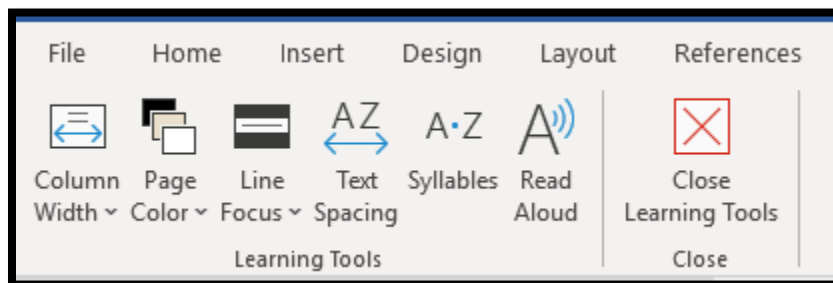 File Home Insert Design Layout References
AZ A·Z A
Column Page Line Text Syllables Read Close
Width Color Focus Spacing Aloud Learning Tools
Learning Tools Close